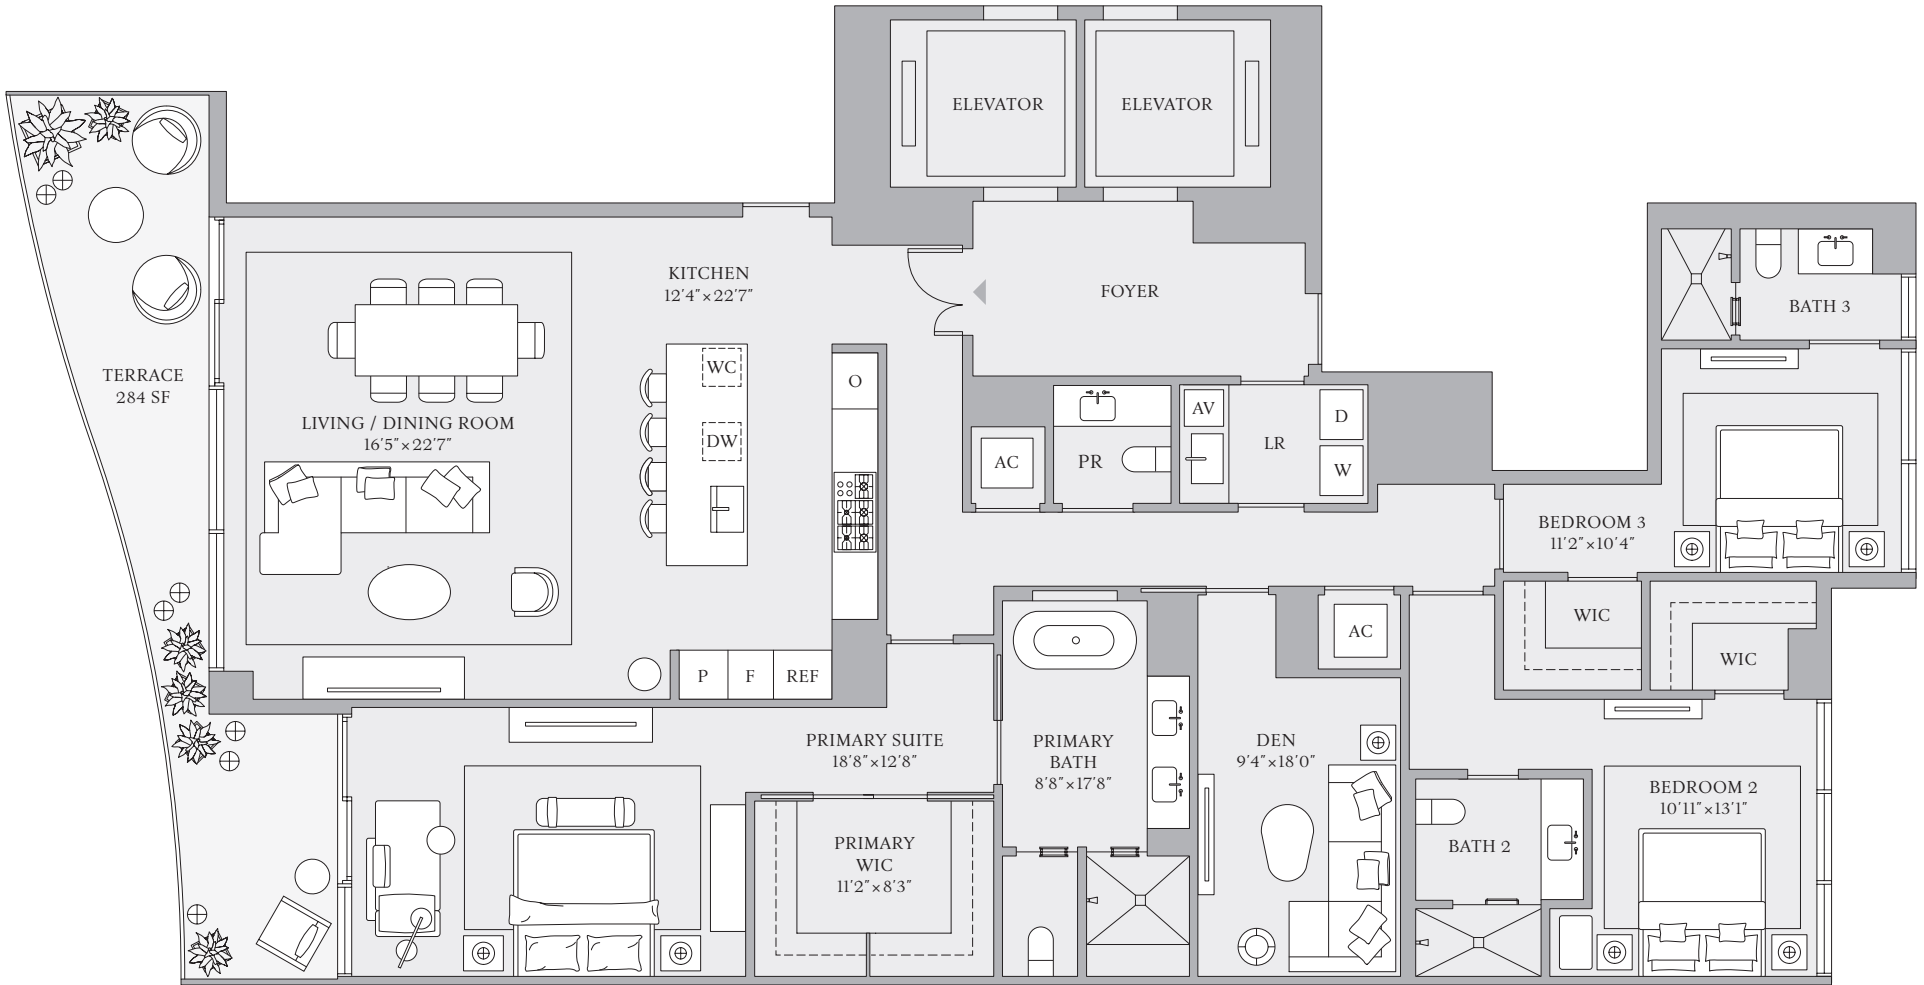 ELEVATOR
ELEVATOR
KITCHEN
12'4"×22'7"
FOYER
BATH 3
TERRACE
284 SF
WC
O
LIVING / DINING ROOM
16'5"×22'7"
DW
AV
D
LR
AC
PR
W
BEDROOM 3
11'2"×10'4"
WIC
AC
WIC
P
F
REF
PRIMARY SUITE
18'8"×12'8"
PRIMARY
BATH
8'8"×17'8"
DEN
9'4"×18'0"
BEDROOM 2
10'11"×13'1"
PRIMARY
WIC
11'2"×8'3"
BATH 2